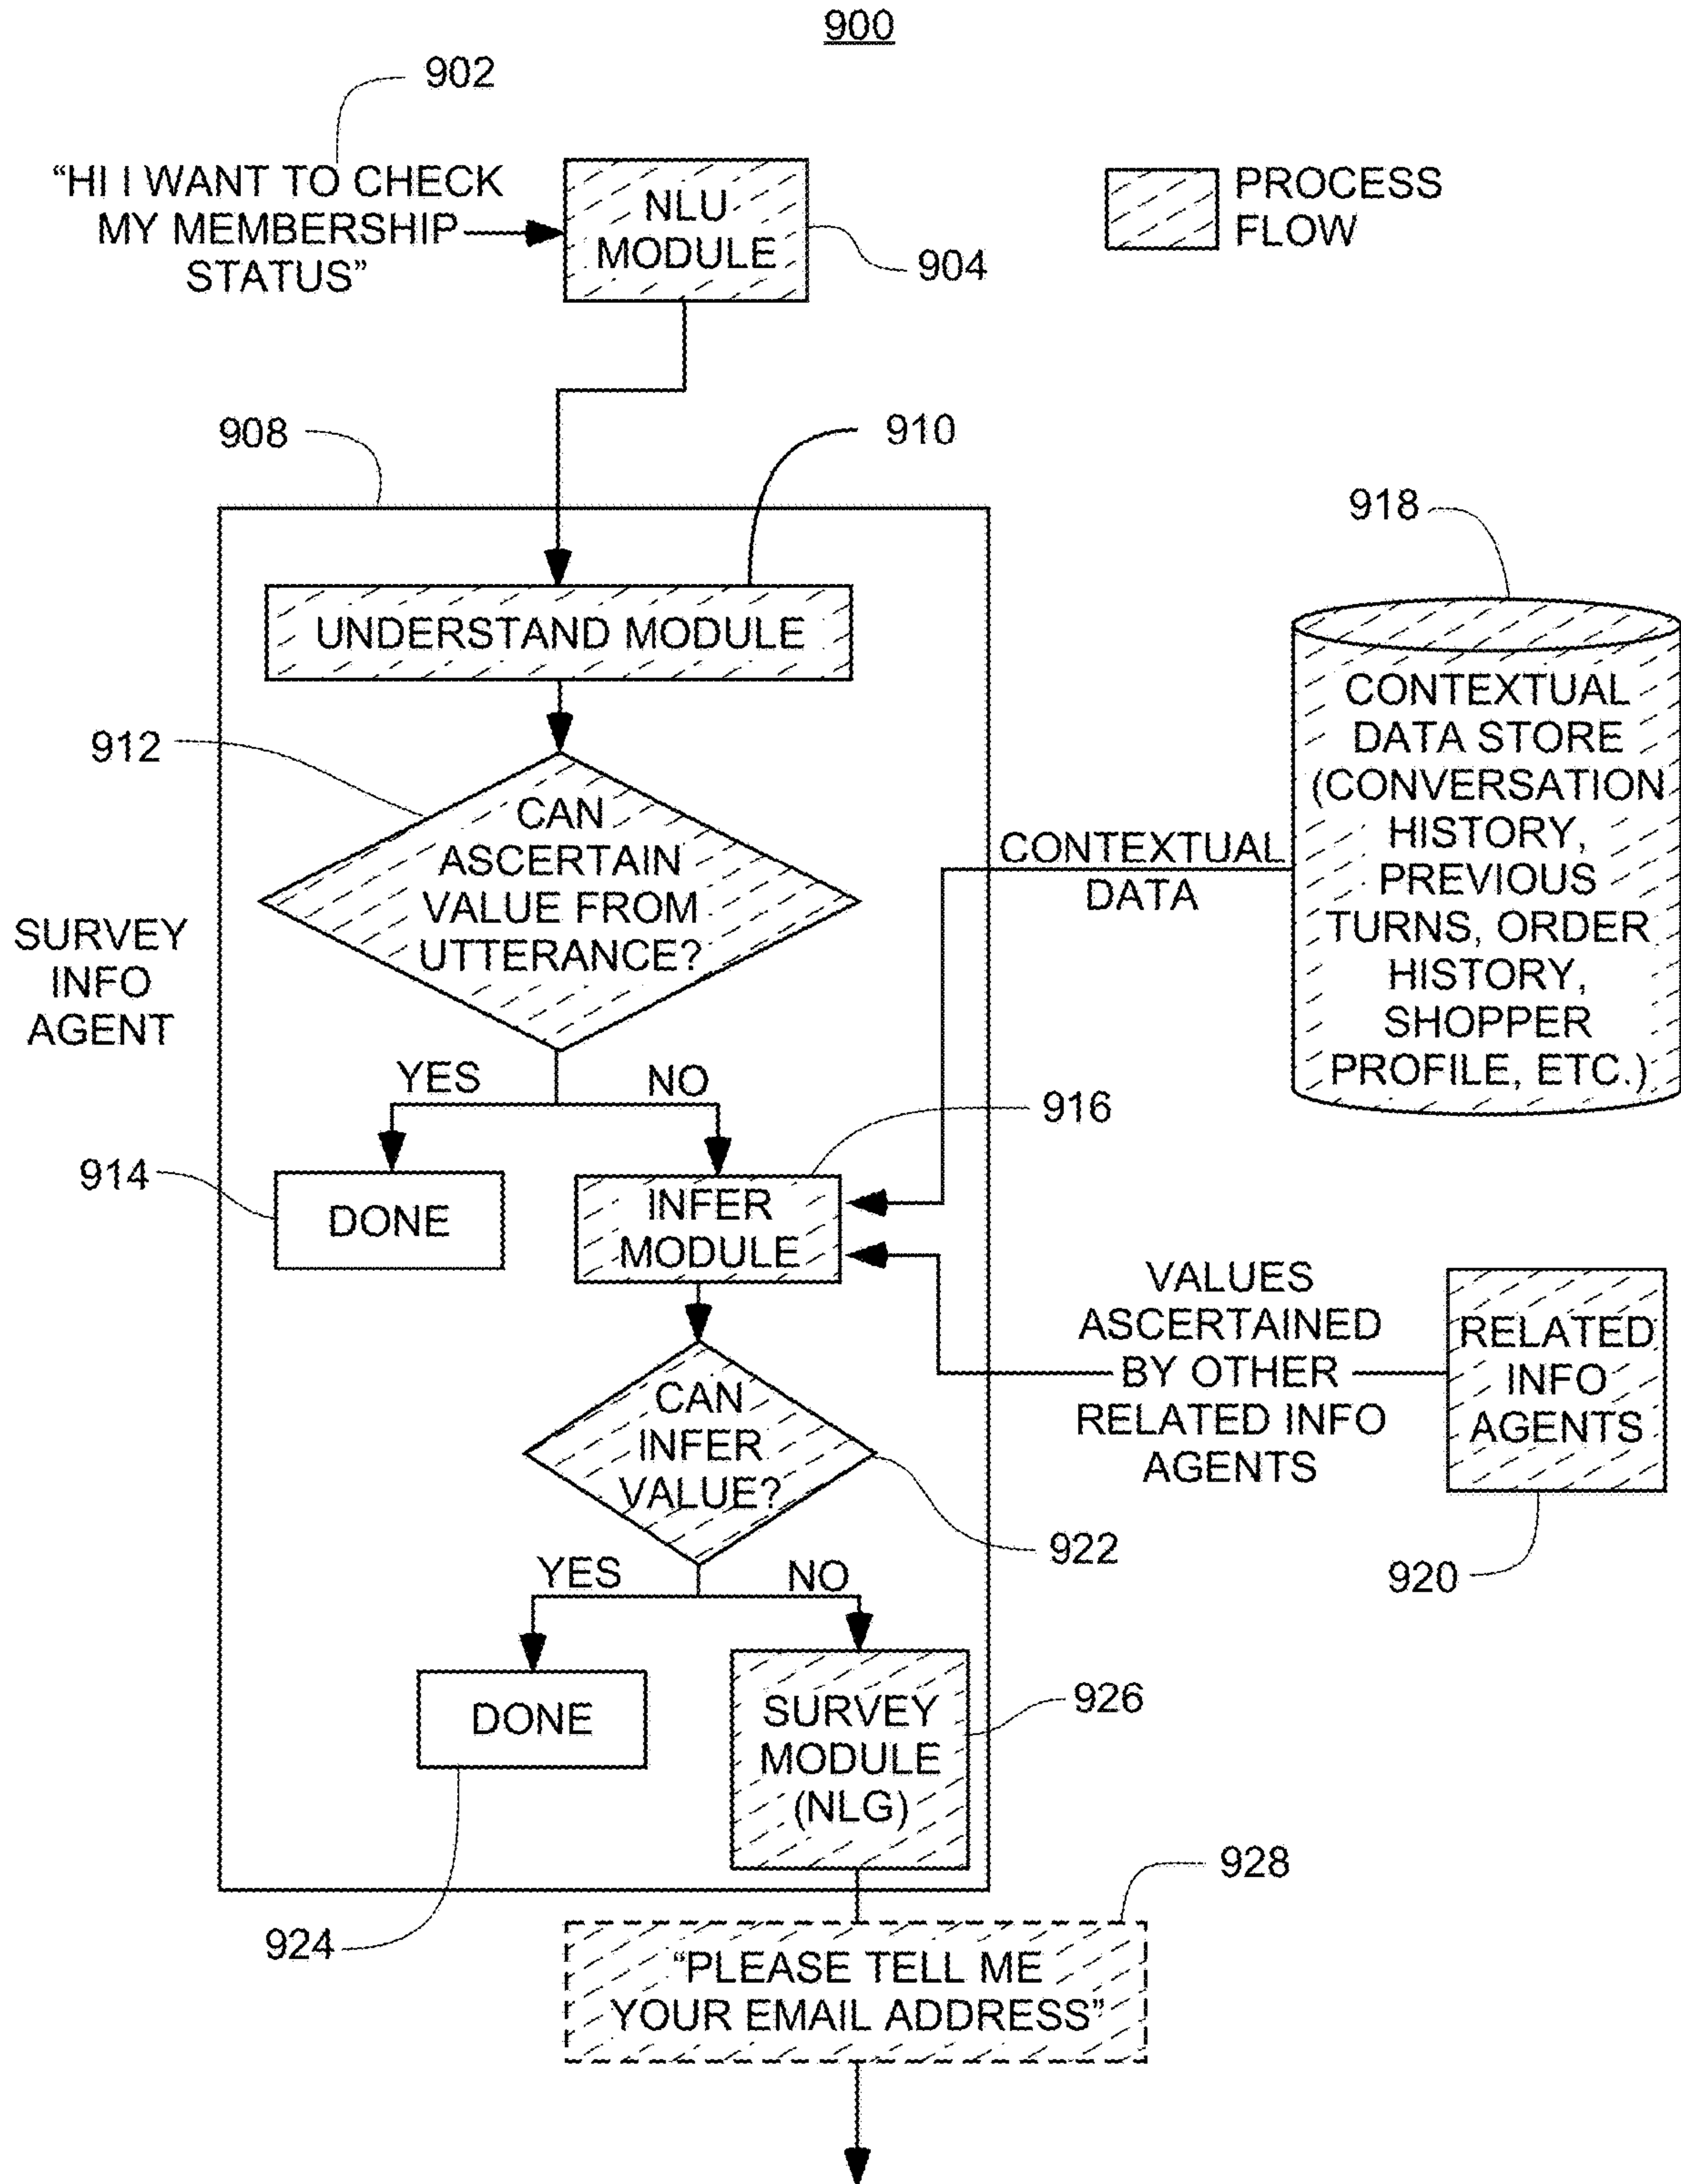 900
902
“HI I WANT TO CHECK
MY MEMBERSHIP
STATUS”
NLU
MODULE
904
PROCESS
FLOW
908
910
UNDERSTAND MODULE
912
CAN
ASCERTAIN
VALUE FROM
UTTERANCE?
SURVEY
INFO
AGENT
918
CONTEXTUAL
DATA STORE
(CONVERSATION
HISTORY,
PREVIOUS
TURNS, ORDER
HISTORY,
SHOPPER
PROFILE, ETC.)
CONTEXTUAL
DATA
YES
NO
914
DONE
916
INFER
MODULE
VALUES
ASCERTAINED
BY OTHER
RELATED INFO
AGENTS
RELATED
INFO
AGENTS
920
CAN
INFER
VALUE?
922
YES
NO
DONE
924
SURVEY
MODULE
(NLG)
926
928
“PLEASE TELL ME
YOUR EMAIL ADDRESS”